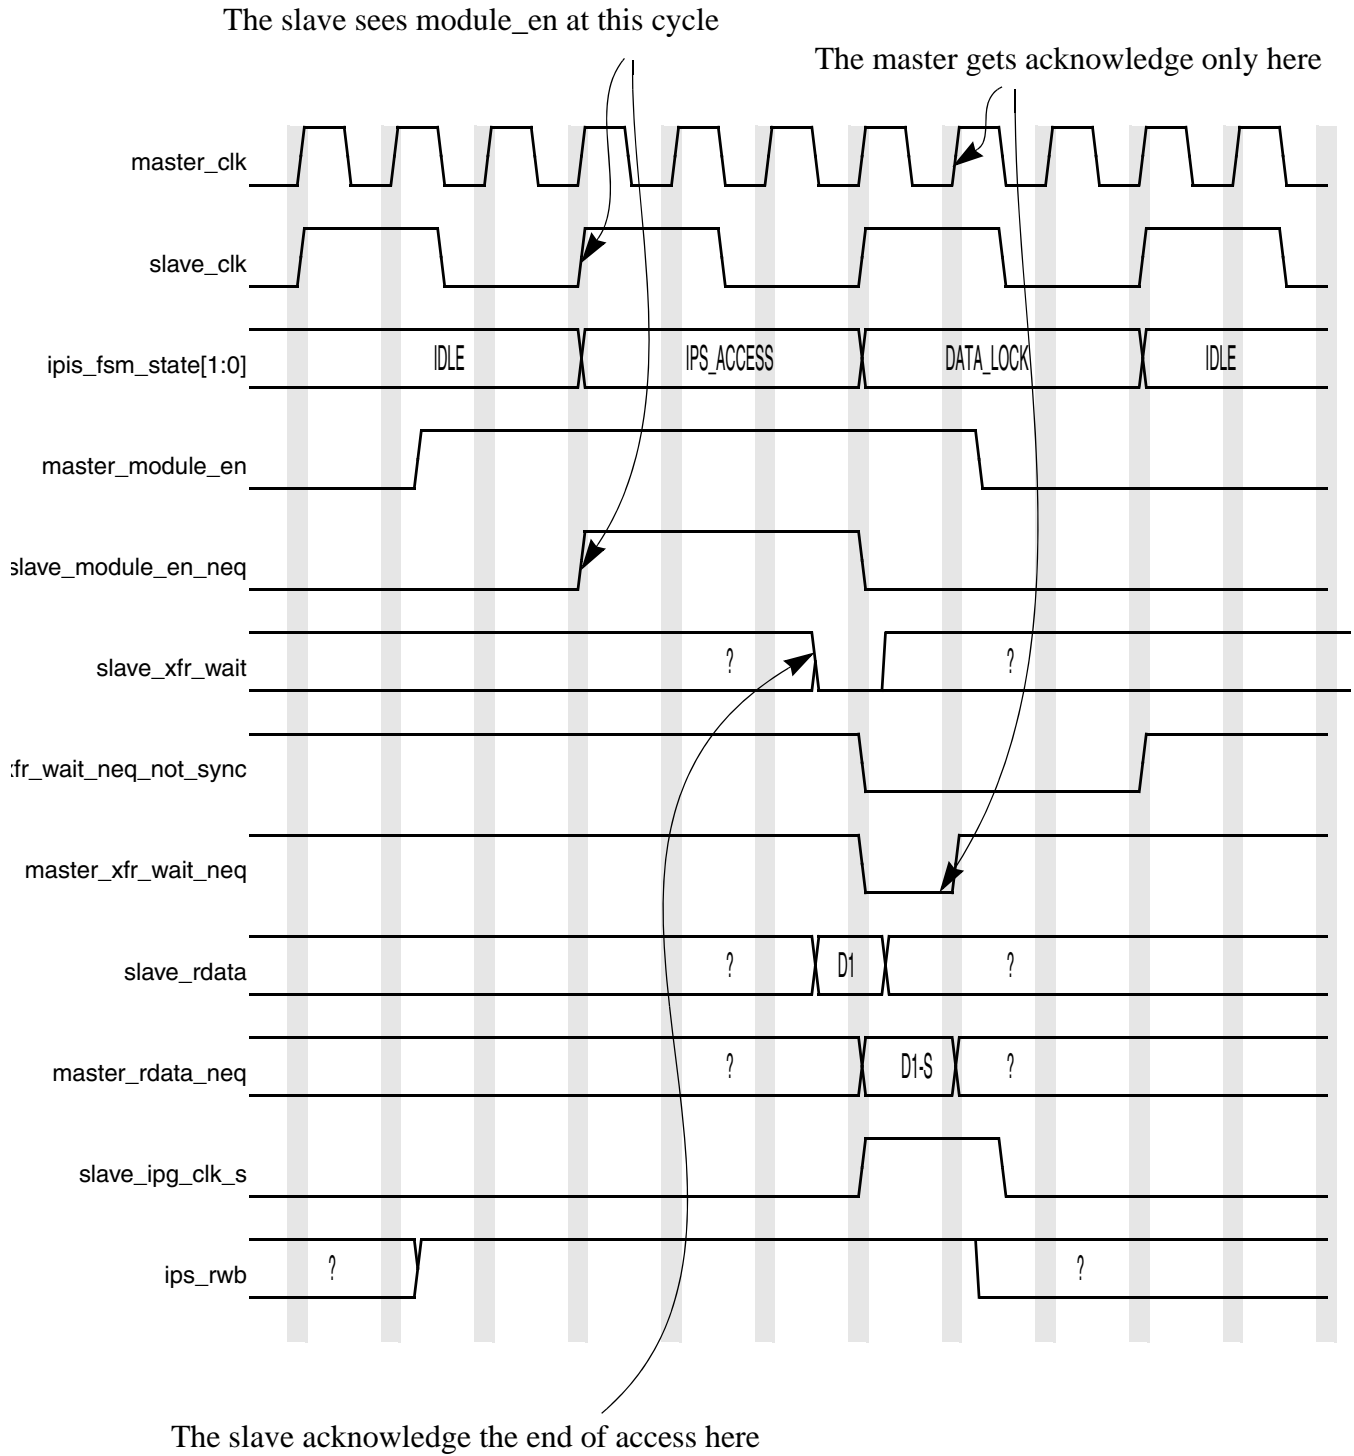 The slave sees module_en at this cycle
The master gets acknowledge only here
master_clk
slave_clk
ipis_fsm_state[1:0] IDLE IPS_ACCESS DATA_LOCK IDLE
master_module_en
slave_module_en_neq
slave_xfr_wait ? ?
xfr_wait_neq_not_sync
master_xfr_wait_neq
slave_rdata ? D1 ?
master_rdata_neq ? D1-S ?
slave_ipg_clk_s
ips_rwb ? ?
The slave acknowledge the end of access here